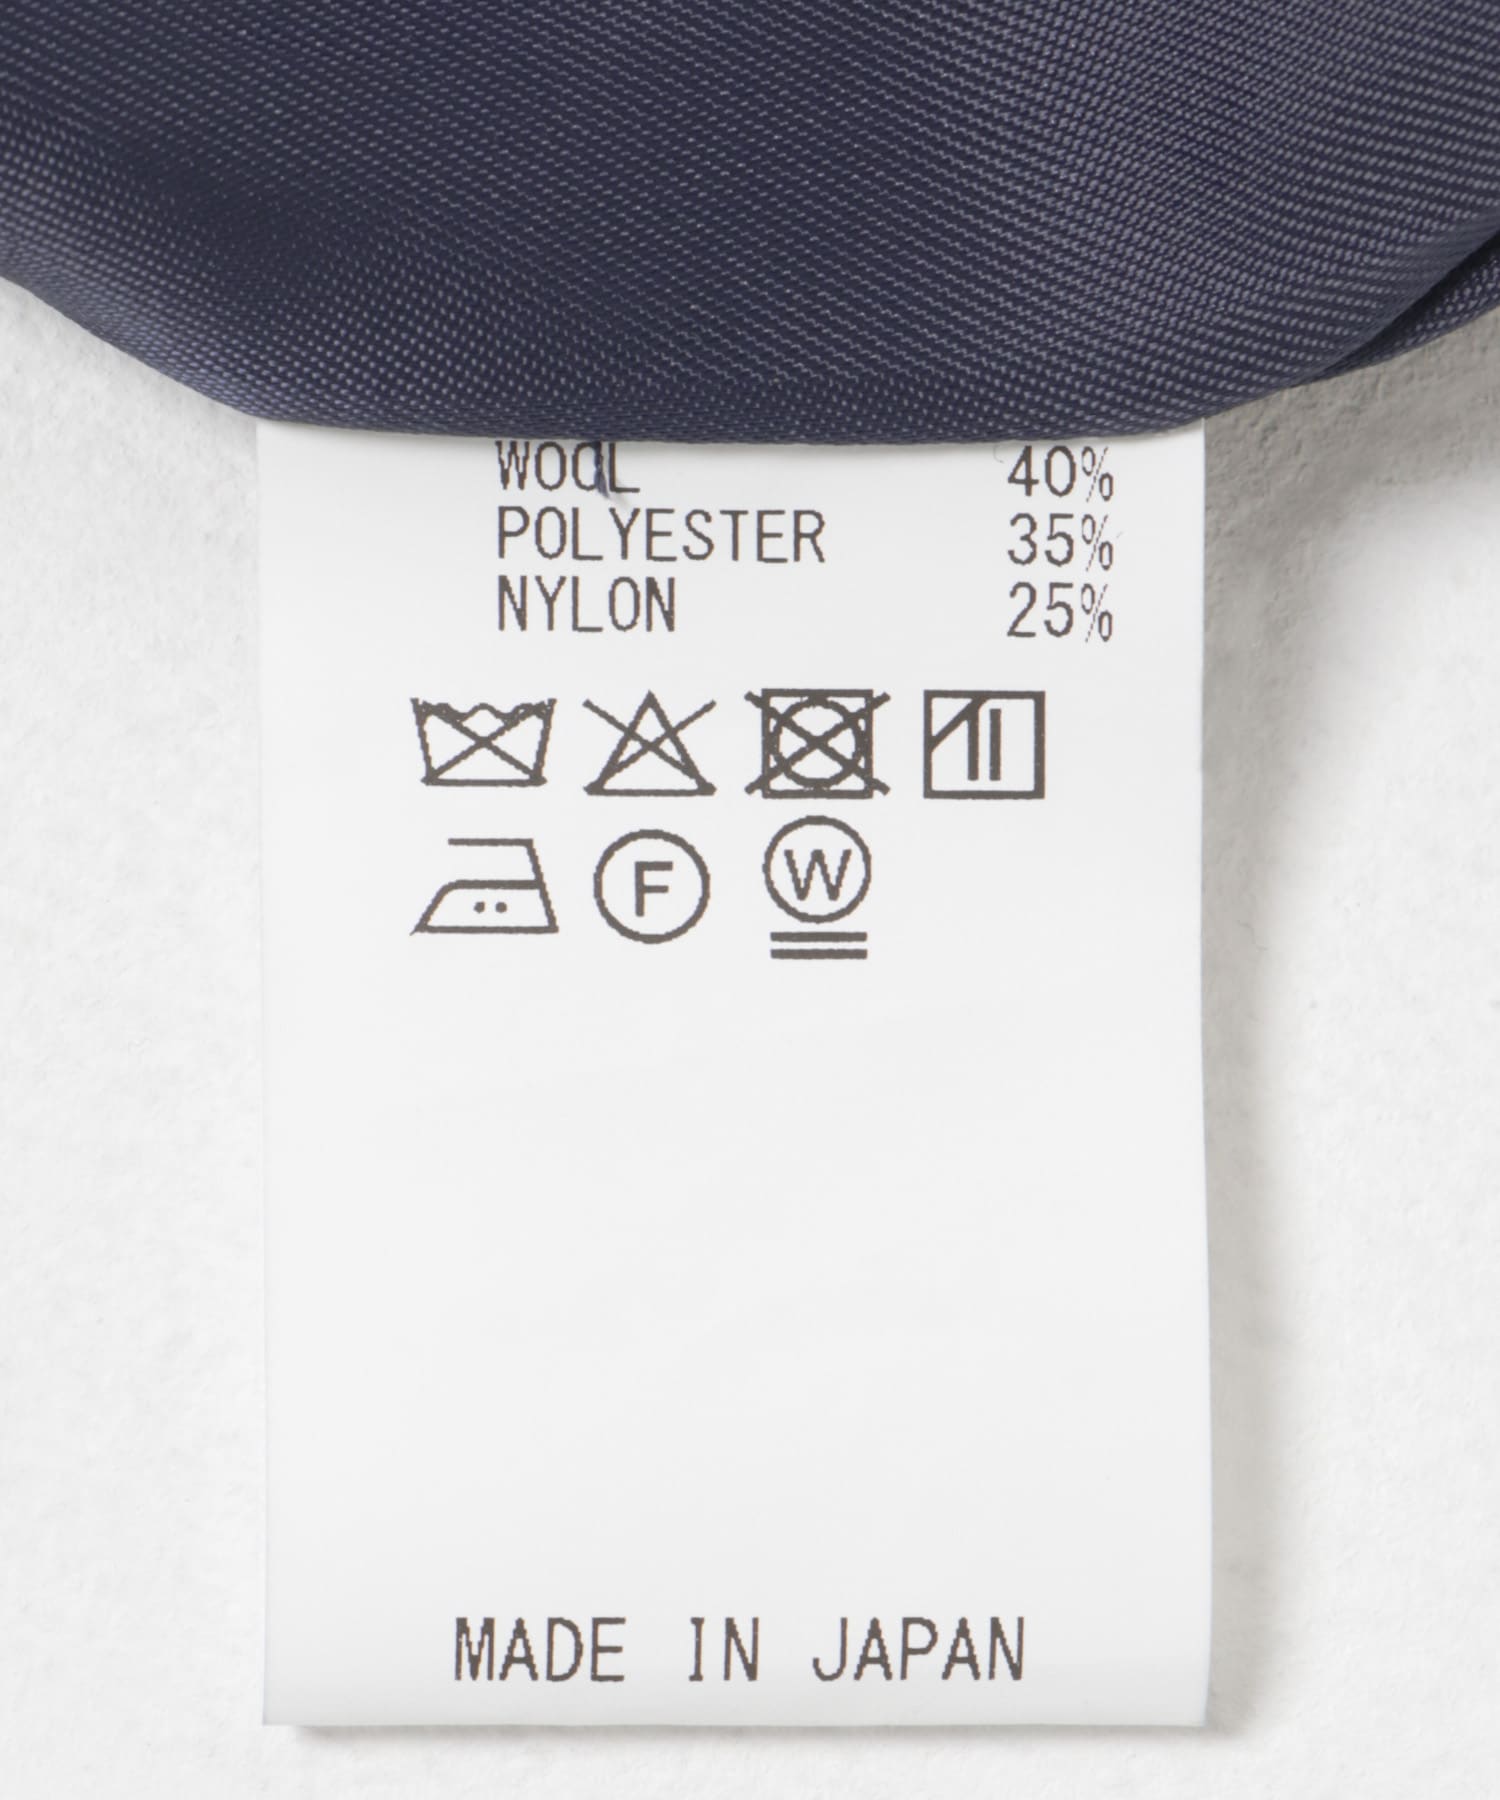 WOOL 40%
POLYESTER 35%
NYLON 25%
F W
MADE IN JAPAN